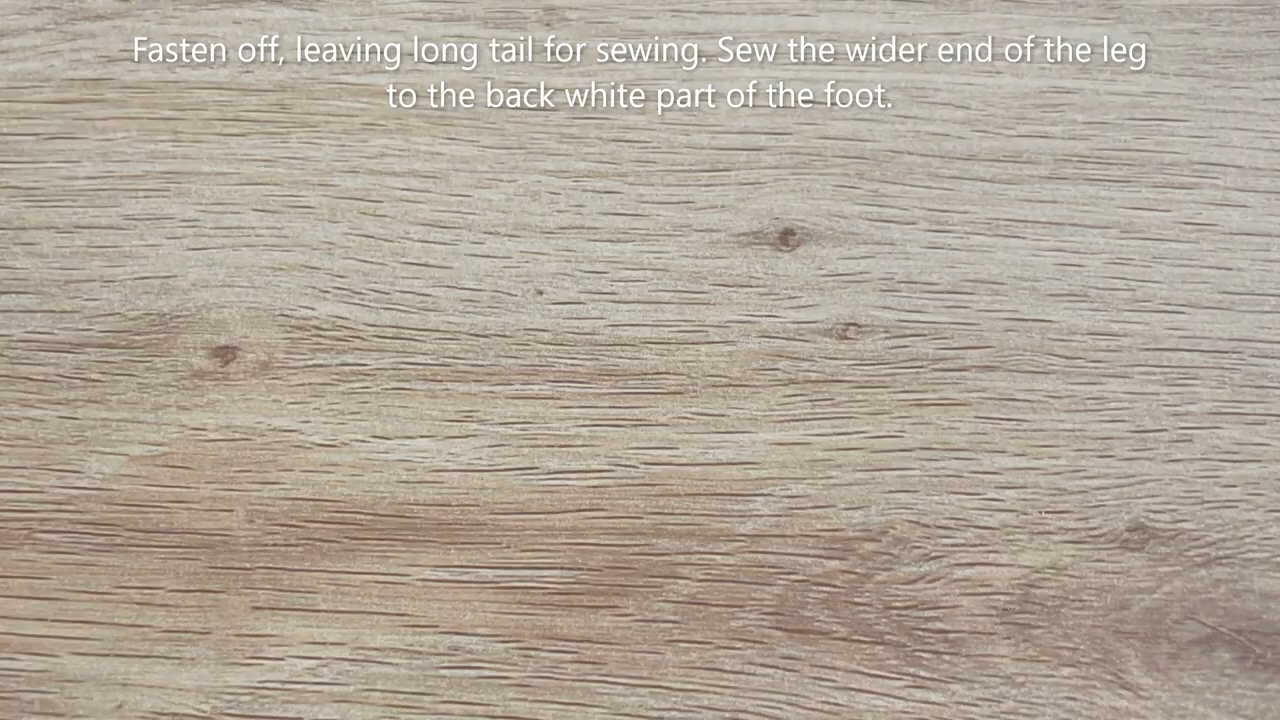 Fasten off, leaving long tail for sewing. Sew the wider end of the leg
to the back white part of the foot.